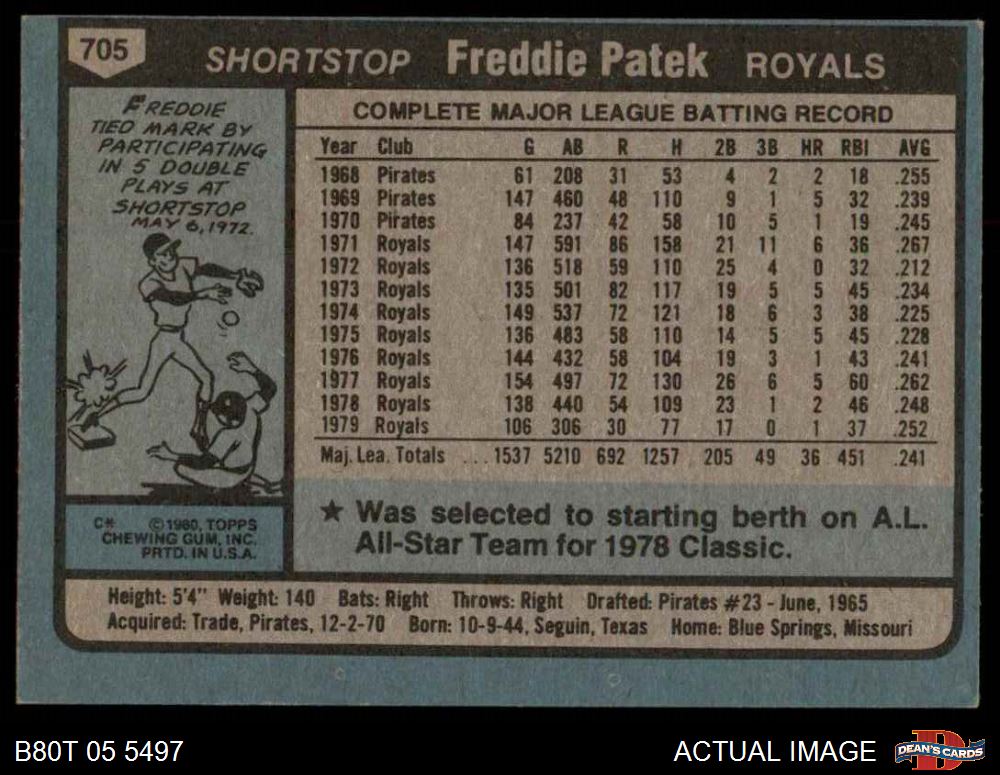 705
SHORTSTOP Freddie Patek ROYALS
FREDDIE
TIED MARK BY
PARTICIPATING
IN 5 DOUBLE
PLAYS AT
SHORTSTOP
MAY 6, 1972.
COMPLETE MAJOR LEAGUE BATTING RECORD
Year Club G AB R H 2B 3B HR RBI AVG
1968 Pirates 61 208 31 53 4 2 2 18 .255
1969 Pirates 147 460 48 110 9 1 5 32 .239
1970 Pirates 84 237 42 58 10 5 1 19 .245
1971 Royals 147 591 86 158 21 11 6 36 .267
1972 Royals 136 518 59 110 25 4 0 32 .212
1973 Royals 135 501 82 117 19 5 5 45 .234
1974 Royals 149 537 72 121 18 6 3 38 .225
1975 Royals 136 483 58 110 14 5 5 45 .228
1976 Royals 144 432 58 104 19 3 1 43 .241
1977 Royals 154 497 72 130 26 6 5 60 .262
1978 Royals 138 440 54 109 23 1 2 46 .248
1979 Royals 106 306 30 77 17 0 1 37 .252
Maj. Lea. Totals ... 1537 5210 692 1257 205 49 36 451 .241
★ Was selected to starting berth on A.L.
All-Star Team for 1978 Classic.
C* ©1980, TOPPS
CHEWING GUM, INC.
PRTD. IN U.S.A.
Height: 5'4" Weight: 140 Bats: Right Throws: Right Drafted: Pirates #23 - June, 1965
Acquired: Trade, Pirates, 12-2-70 Born: 10-9-44, Seguin, Texas Home: Blue Springs, Missouri
B80T 05 5497
ACTUAL IMAGE
D
DEAN'S CARDS